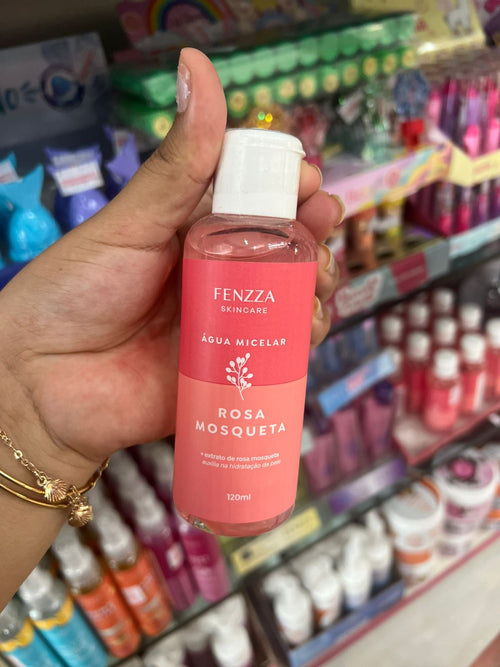 FENZZA
SKINCARE
ÁGUA MICELAR
ROSA
MOSQUETA
+ extrato de rosa mosqueta
auxilia na hidratação da pele
120ml